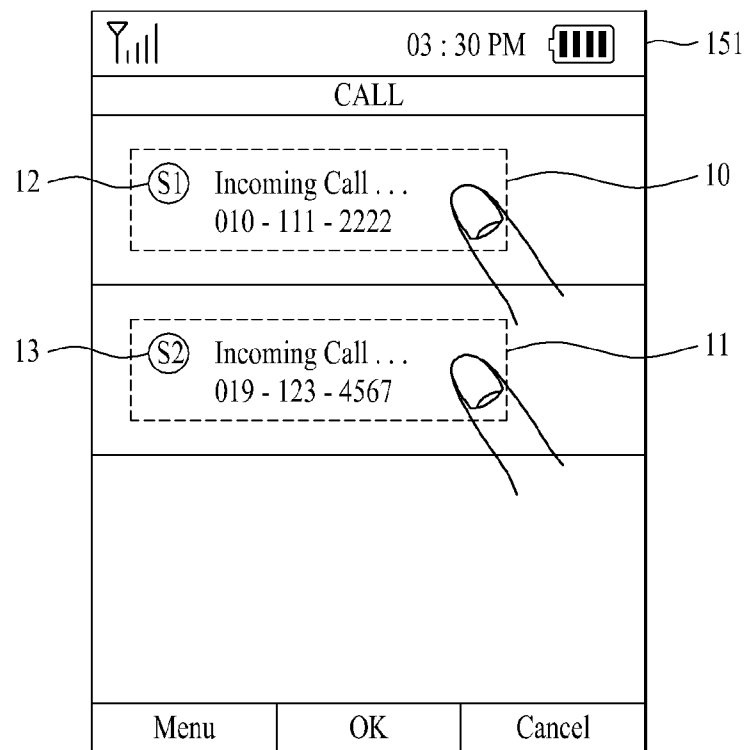 03 : 30 PM
151
CALL
12
S1 Incoming Call . . .
10
010 - 111 - 2222
13
S2 Incoming Call . . .
11
019 - 123 - 4567
Menu OK Cancel